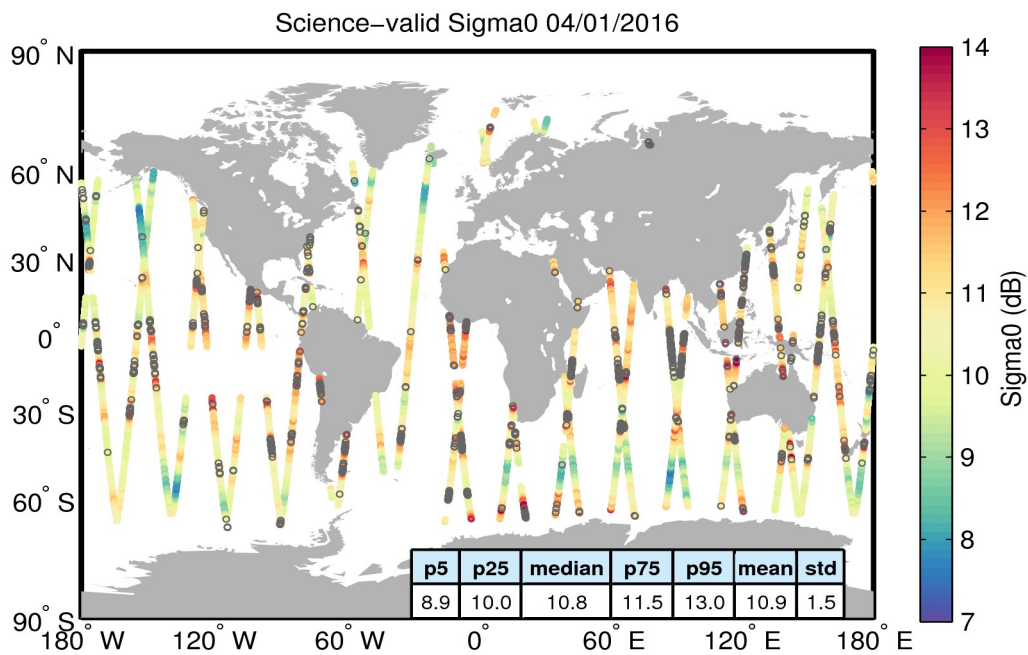 Science−valid Sigma0 04/01/2016
90° N
60° N
30° N
0°
30° S
60° S
90° S
180° W
120° W
60° W
0°
60° E
120° E
180° E
p5 p25 median p75 p95 mean std
8.9 10.0 10.8 11.5 13.0 10.9 1.5
14
13
12
11
10
9
8
7
Sigma0 (dB)